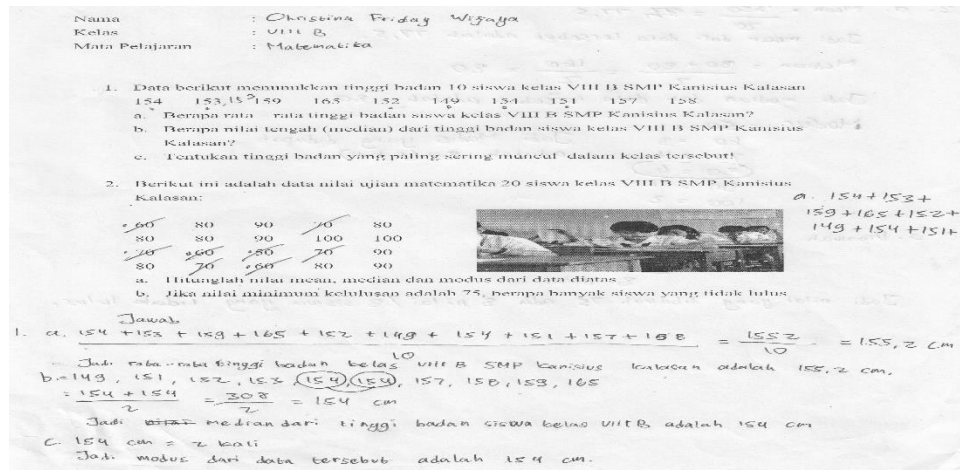 Nama : Christina Friday Wijaya
Kelas : VIII B
Mata Pelajaran : Matematika
1. Data berikut menunjukkan tinggi badan 10 siswa kelas VIII B SMP Kanisius Kalasan
154 153, 159 165 152 149 154 151 157 158
a. Berapa rata – rata tinggi badan siswa kelas VIII B SMP Kanisius Kalasan?
b. Berapa nilai tengah (median) dari tinggi badan siswa kelas VIII B SMP Kanisius
Kalasan?
c. Tentukan tinggi badan yang paling sering muncul dalam kelas tersebut!
2. Berikut ini adalah data nilai ujian matematika 20 siswa kelas VIII B SMP Kanisius
Kalasan:
60 80 90 70 80
80 80 90 100 100
70 60 50 70 90
80 70 60 80 90
a. 154 + 153 +
159 + 165 + 152 +
149 + 154 + 151 +
a. Hitunglah nilai mean, median dan modus dari data diatas
b. Jika nilai minimum kelulusan adalah 75, berapa banyak siswa yang tidak lulus
Jawab
1. a. 154 + 153 + 159 + 165 + 152 + 149 + 154 + 151 + 157 + 158 = 1552 = 155,2 cm
10 10
Jadi rata-rata tinggi badan kelas VIII B SMP Kanisius Kalasan adalah 155,2 cm.
b. = 149, 151, 152, 153, 154, 154, 157, 158, 159, 165
= 154 + 154 = 308 = 154 cm
2 2
Jadi median dari tinggi badan siswa kelas VIII B adalah 154 cm
c. 154 cm = 2 kali
Jadi modus dari data tersebut adalah 154 cm.